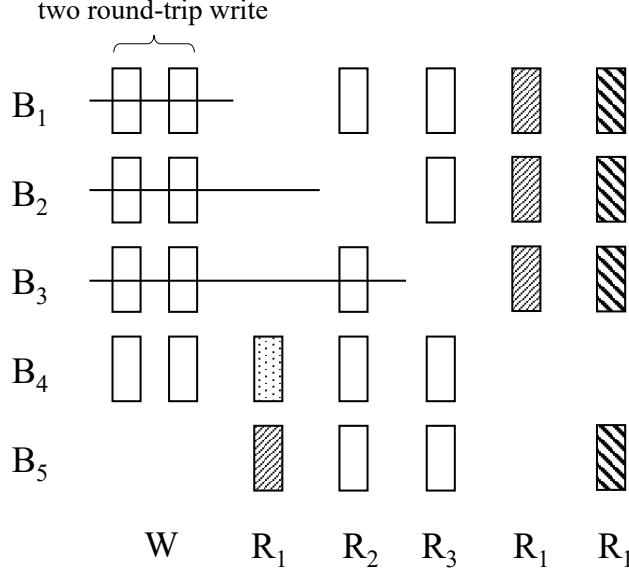 two round-trip write
B₁
B₂
B₃
B₄
B₅
W R₁ R₂ R₃ R₁ R₁